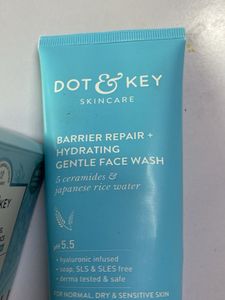 DOT & KEY
SKINCARE
BARRIER REPAIR +
HYDRATING
GENTLE FACE WASH
5 ceramides &
japanese rice water
pH 5.5
• hyaluronic infused
• soap, SLS & SLES free
• derma tested & safe
FOR NORMAL, DRY & SENSITIVE SKIN
KEY